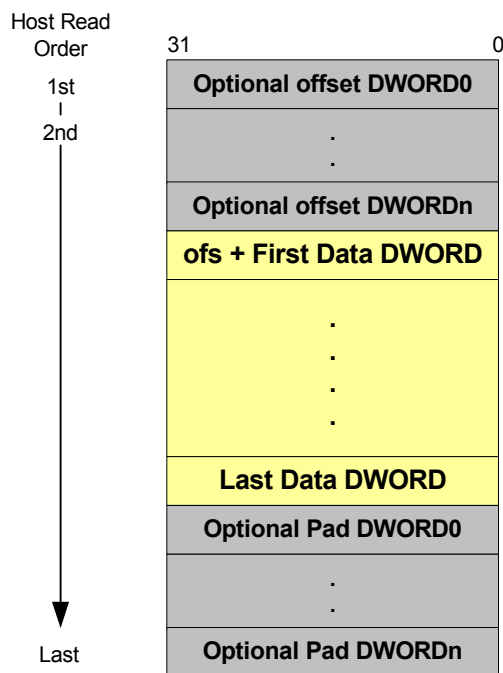 Host Read
Order
31 0
1st
Optional offset DWORD0
2nd
.
.
Optional offset DWORDn
ofs + First Data DWORD
.
.
.
.
Last Data DWORD
Optional Pad DWORD0
.
.
Last
Optional Pad DWORDn